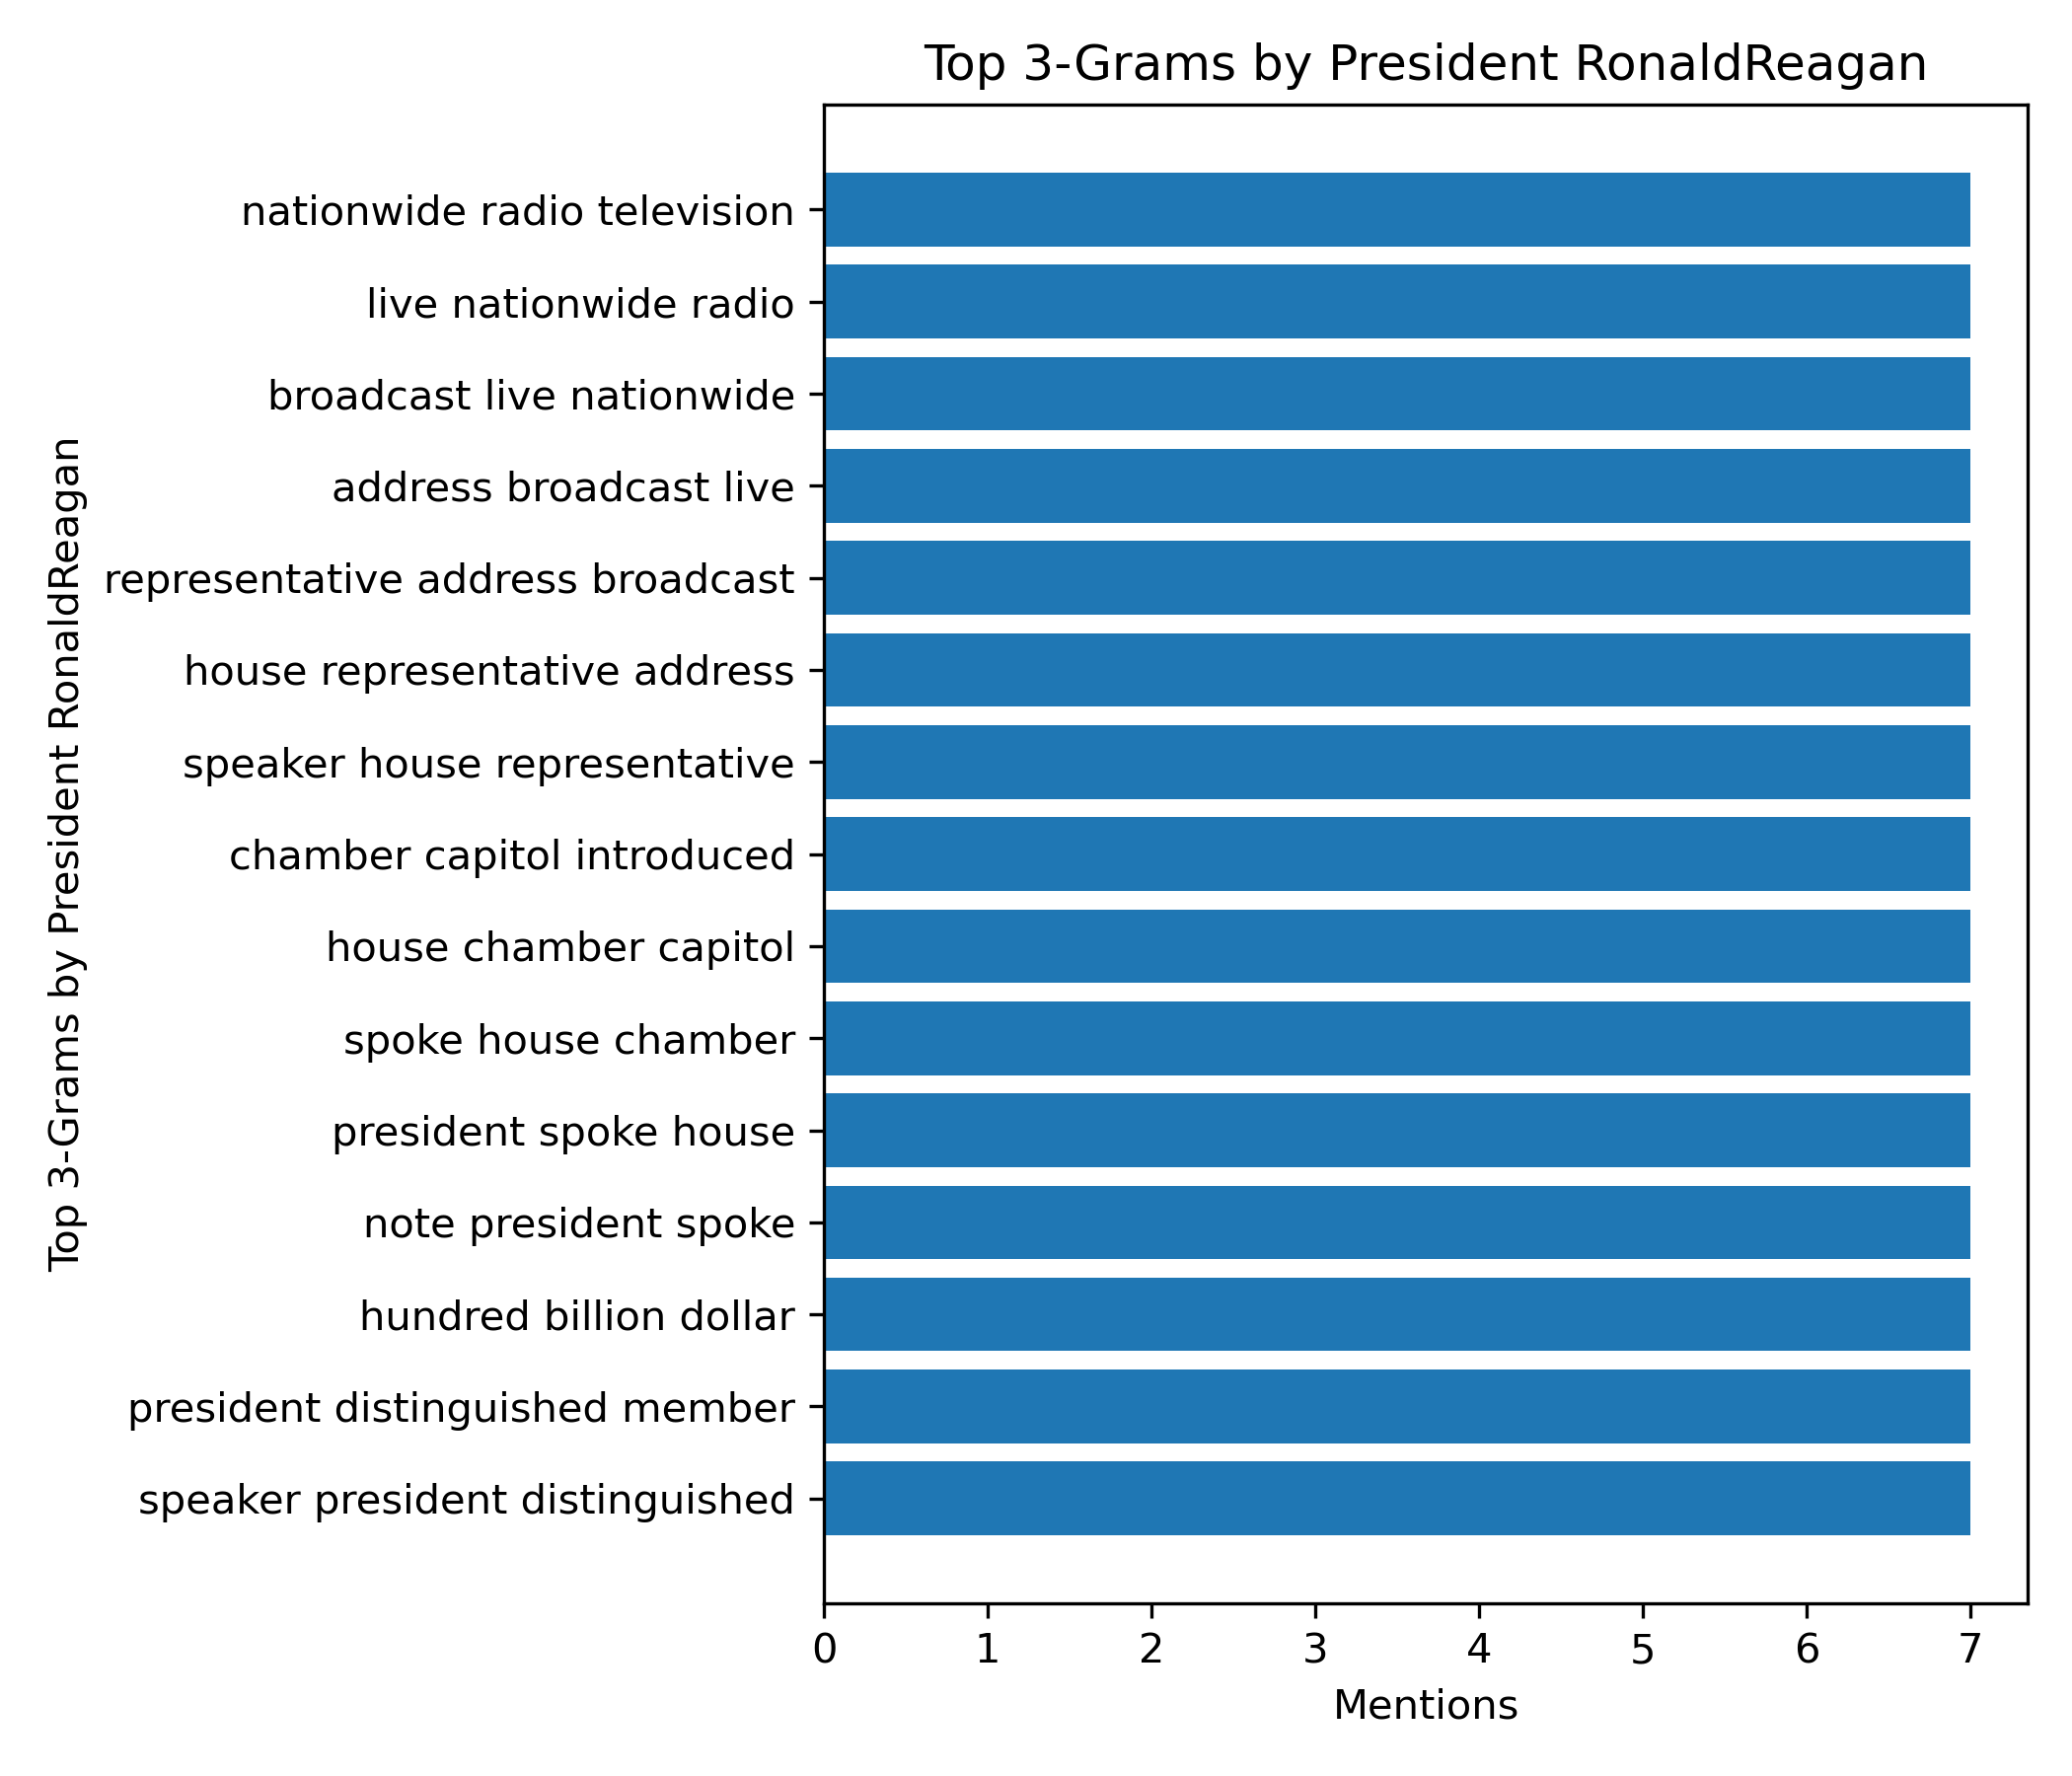 Top 3-Grams by President RonaldReagan
Top 3-Grams by President RonaldReagan
nationwide radio television
live nationwide radio
broadcast live nationwide
address broadcast live
representative address broadcast
house representative address
speaker house representative
chamber capitol introduced
house chamber capitol
spoke house chamber
president spoke house
note president spoke
hundred billion dollar
president distinguished member
speaker president distinguished
0 1 2 3 4 5 6 7
Mentions